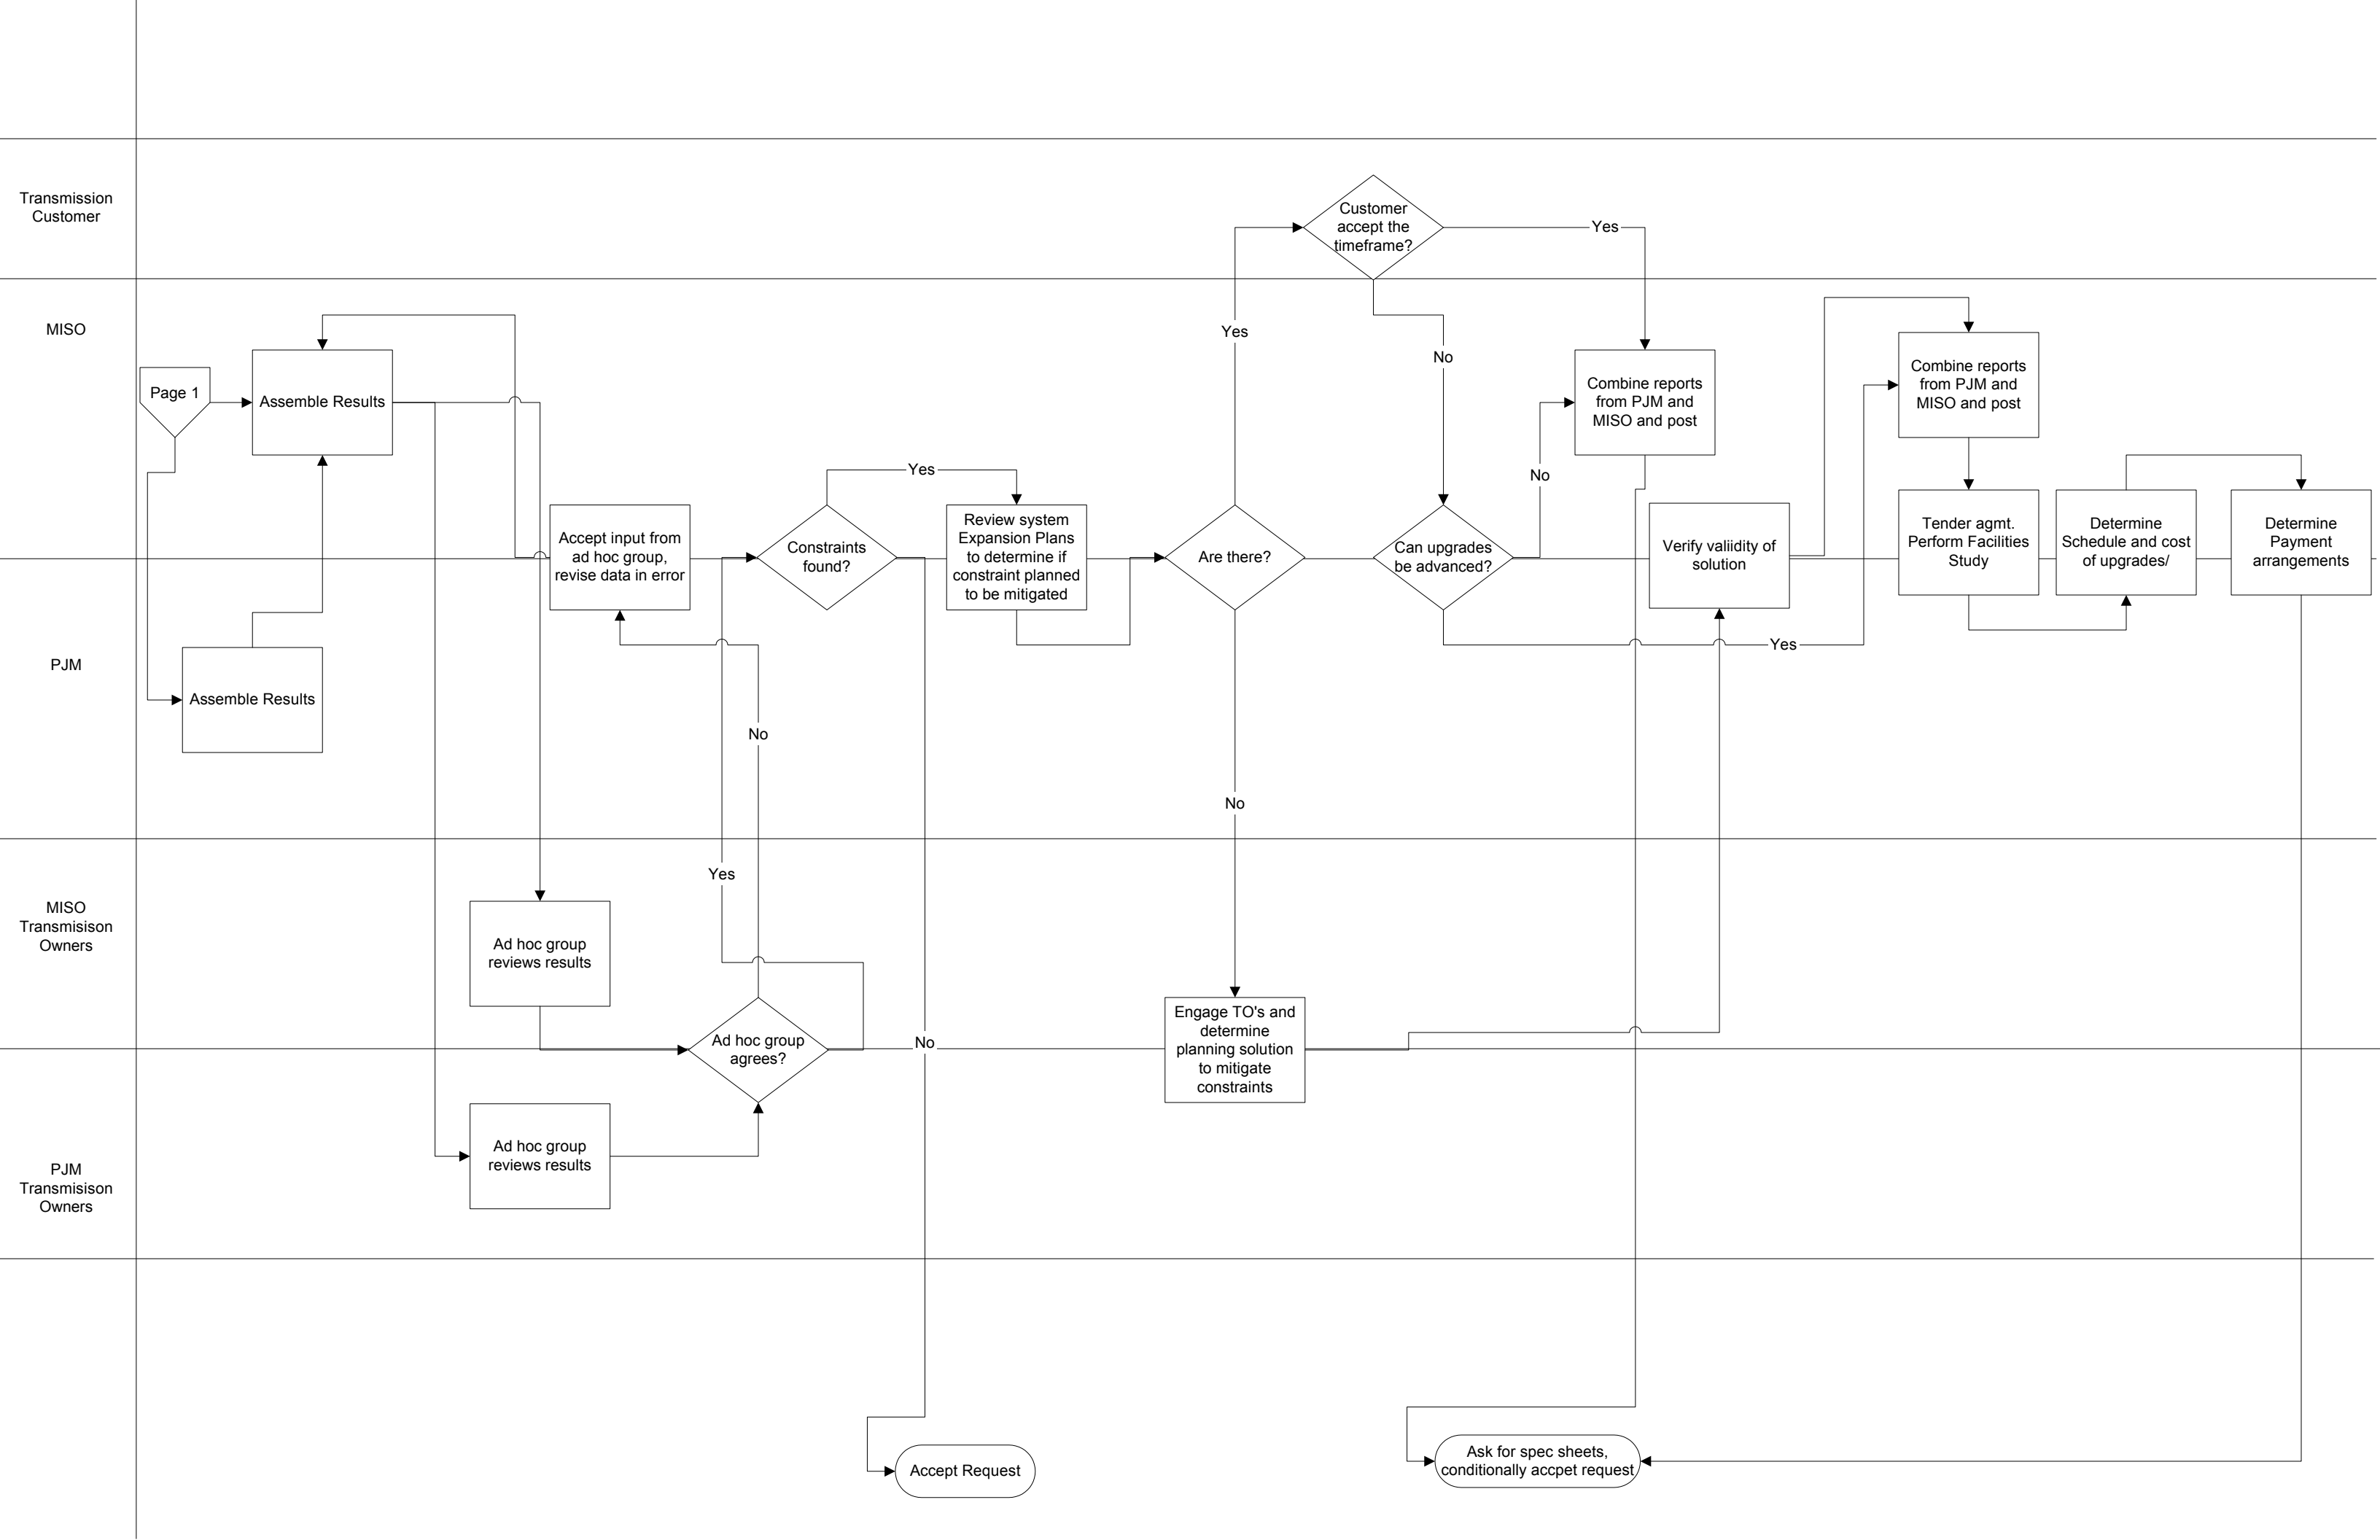 Transmission
Customer
Customer
accept the
timeframe?
Yes
MISO
Yes
No
Page 1
Assemble Results
Combine reports
from PJM and
MISO and post
Combine reports
from PJM and
MISO and post
Yes
No
Accept input from
ad hoc group,
revise data in error
Constraints
found?
Review system
Expansion Plans
to determine if
constraint planned
to be mitigated
Are there?
Can upgrades
be advanced?
Verify valiidity of
solution
Tender agmt.
Perform Facilities
Study
Determine
Schedule and cost
of upgrades/
Determine
Payment
arrangements
Yes
PJM
Assemble Results
No
No
Yes
MISO
Transmisison
Owners
Ad hoc group
reviews results
Ad hoc group
agrees?
No
Engage TO's and
determine
planning solution
to mitigate
constraints
Ad hoc group
reviews results
PJM
Transmisison
Owners
Accept Request
Ask for spec sheets,
conditionally accpet request